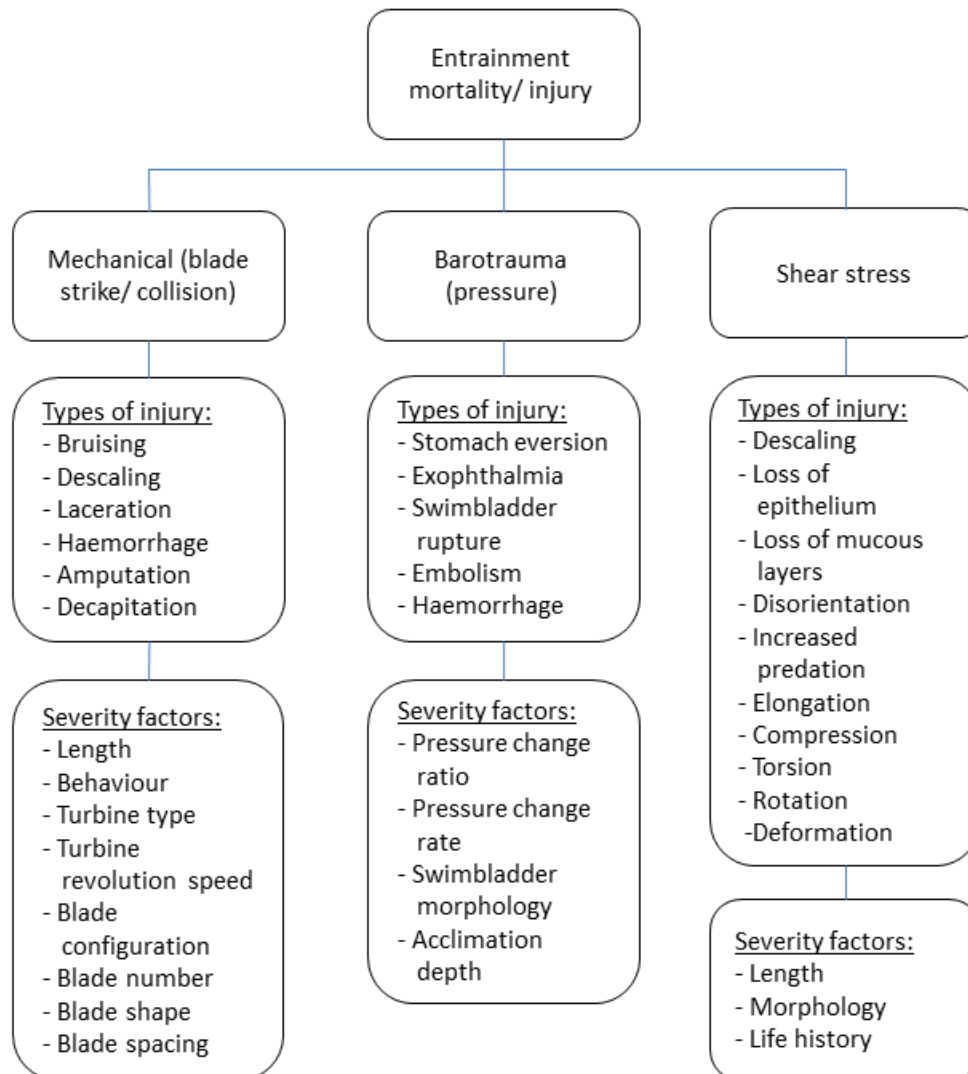 Entrainment
mortality/ injury
Mechanical (blade
strike/ collision)
Barotrauma
(pressure)
Shear stress
Types of injury:
- Bruising
- Descaling
- Laceration
- Haemorrhage
- Amputation
- Decapitation
Types of injury:
- Stomach eversion
- Exophthalmia
- Swimbladder
rupture
- Embolism
- Haemorrhage
Types of injury:
- Descaling
- Loss of
epithelium
- Loss of mucous
layers
- Disorientation
- Increased
predation
- Elongation
- Compression
- Torsion
- Rotation
-Deformation
Severity factors:
- Length
- Behaviour
- Turbine type
- Turbine
revolution speed
- Blade
configuration
- Blade number
- Blade shape
- Blade spacing
Severity factors:
- Pressure change
ratio
- Pressure change
rate
- Swimbladder
morphology
- Acclimation
depth
Severity factors:
- Length
- Morphology
- Life history